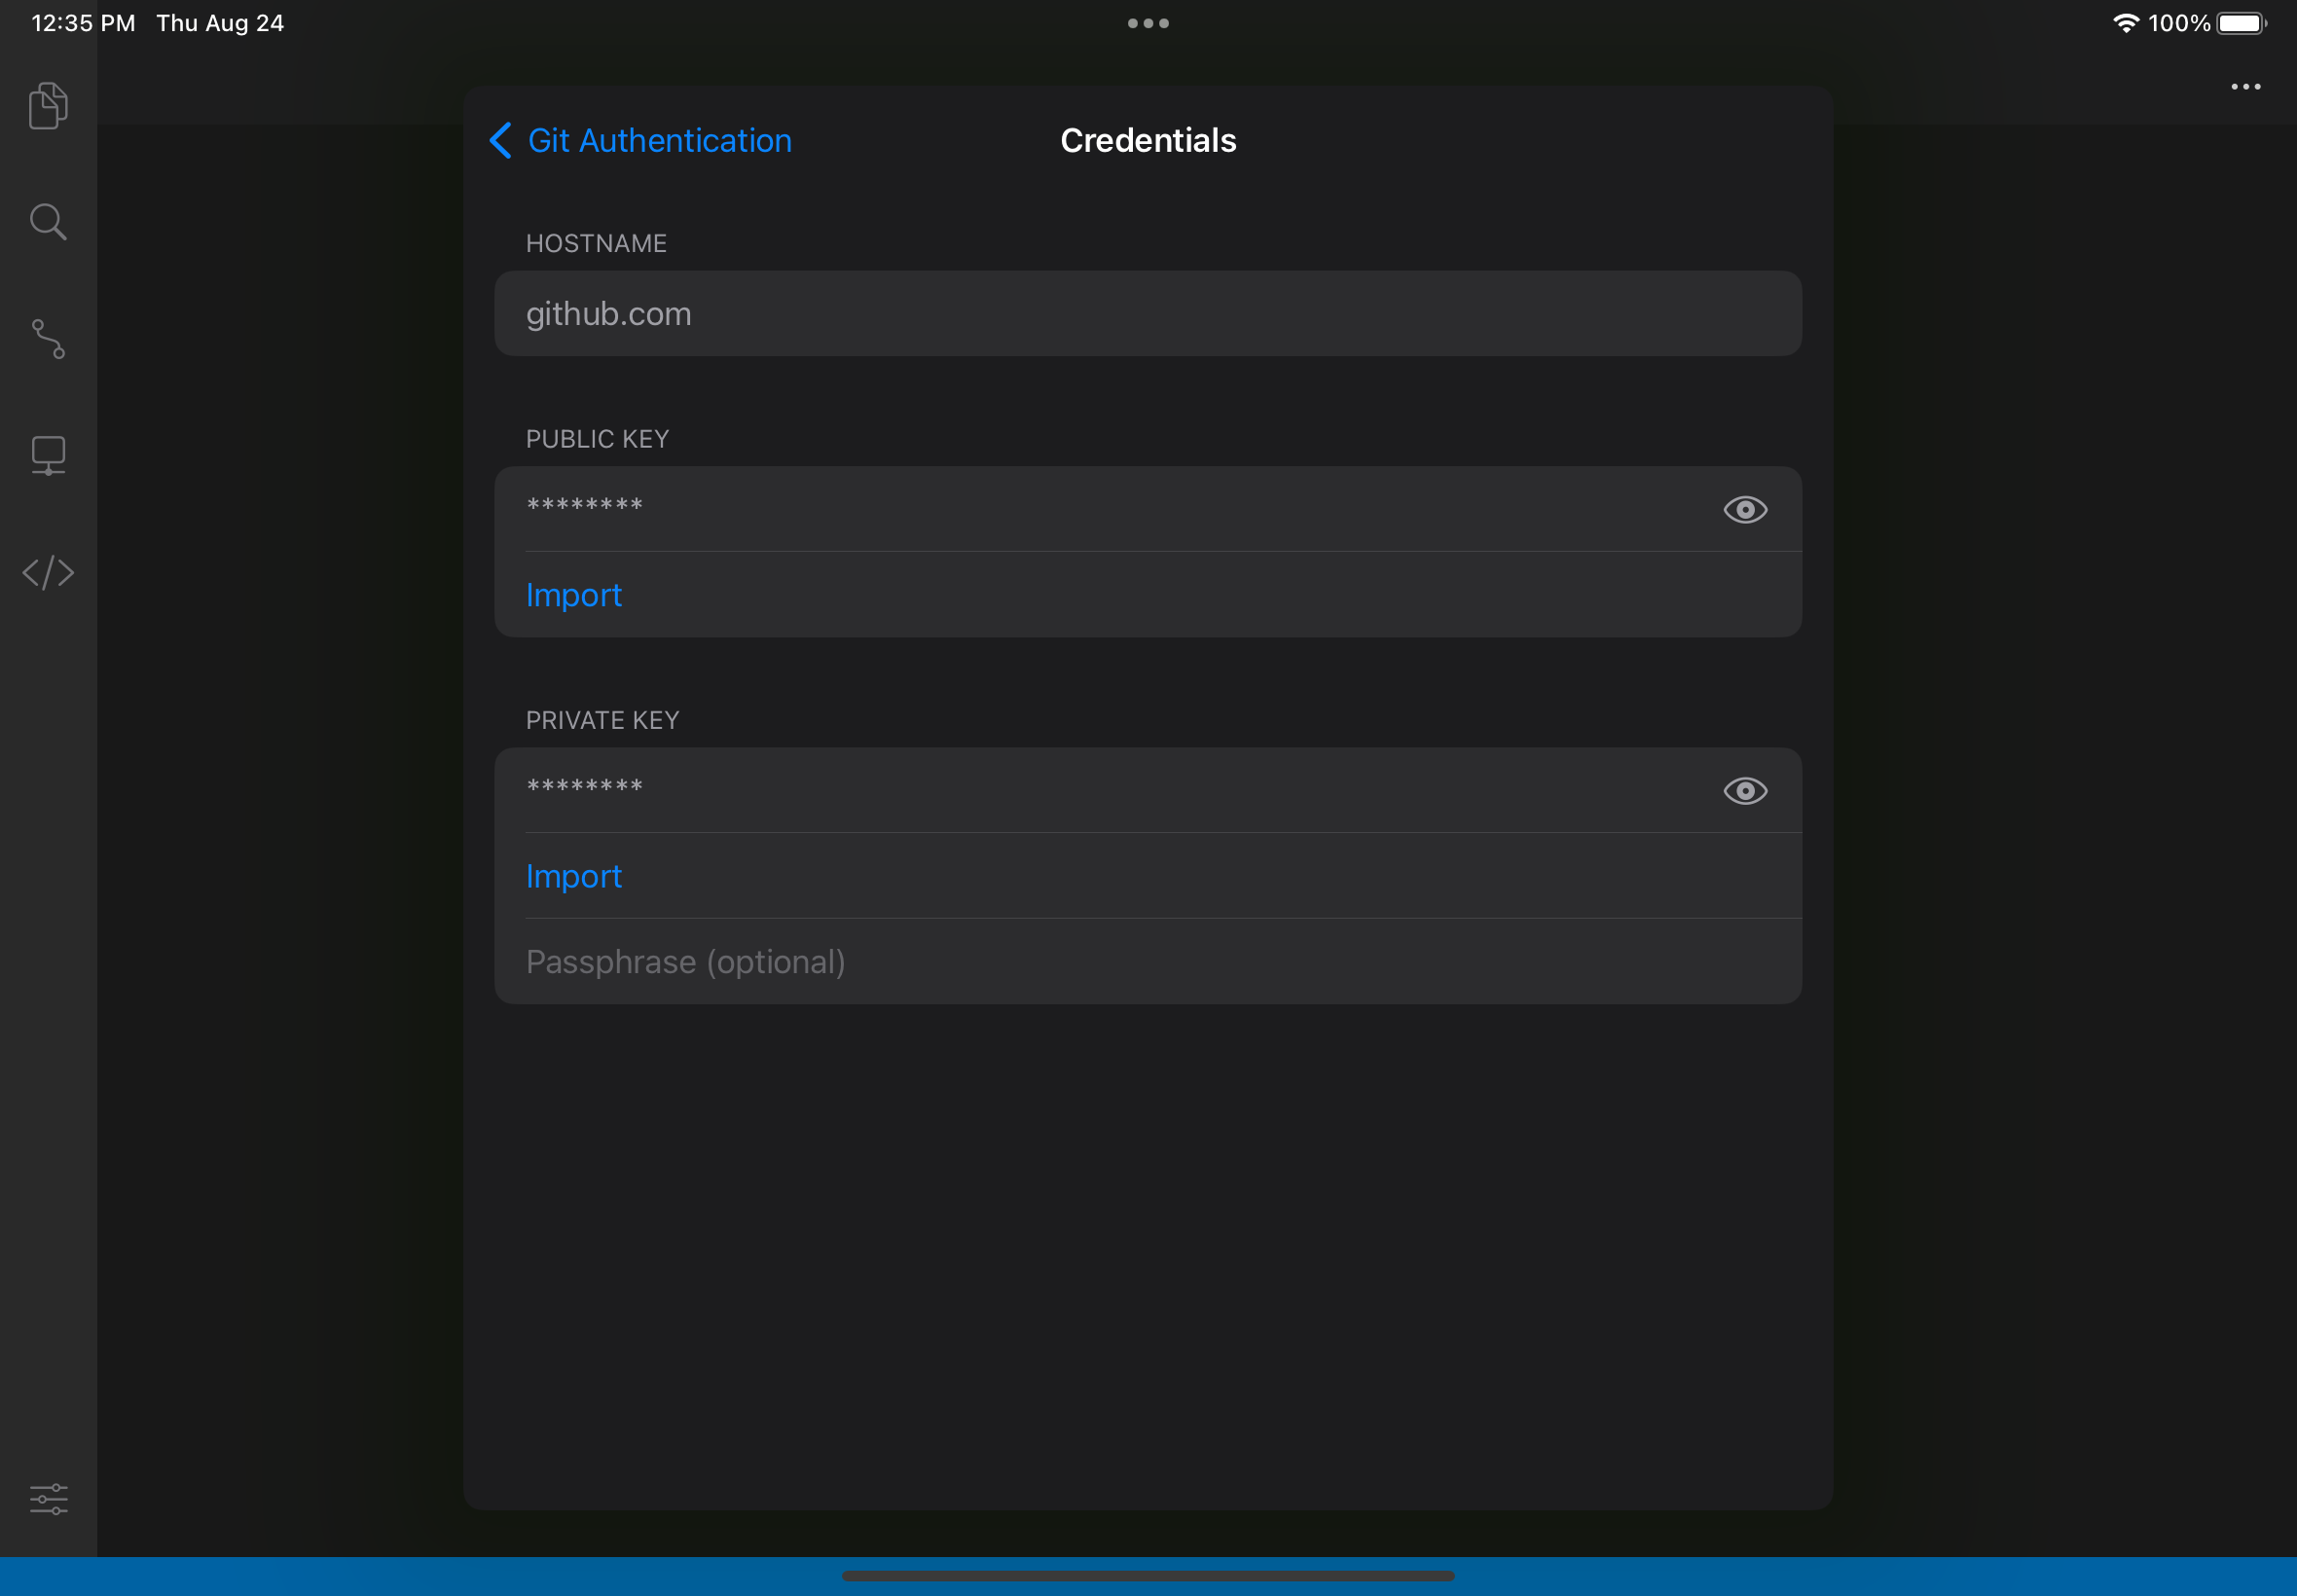 12:35 PM Thu Aug 24
100%
Git Authentication
Credentials
HOSTNAME
github.com
PUBLIC KEY
********
Import
PRIVATE KEY
********
Import
Passphrase (optional)